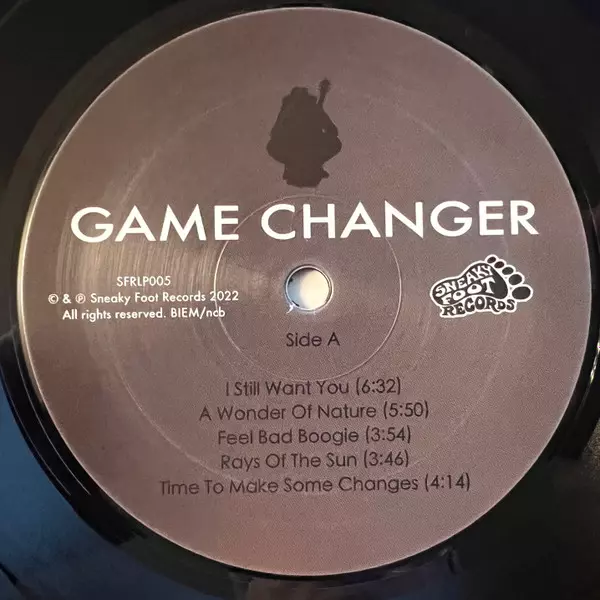 GAME CHANGER
SFRLP005
© & ℗ Sneaky Foot Records 2022
All rights reserved. BIEM/ncb
SNEAKY
FOOT
RECORDS
Side A
I Still Want You (6:32)
A Wonder Of Nature (5:50)
Feel Bad Boogie (3:54)
Rays Of The Sun (3:46)
Time To Make Some Changes (4:14)